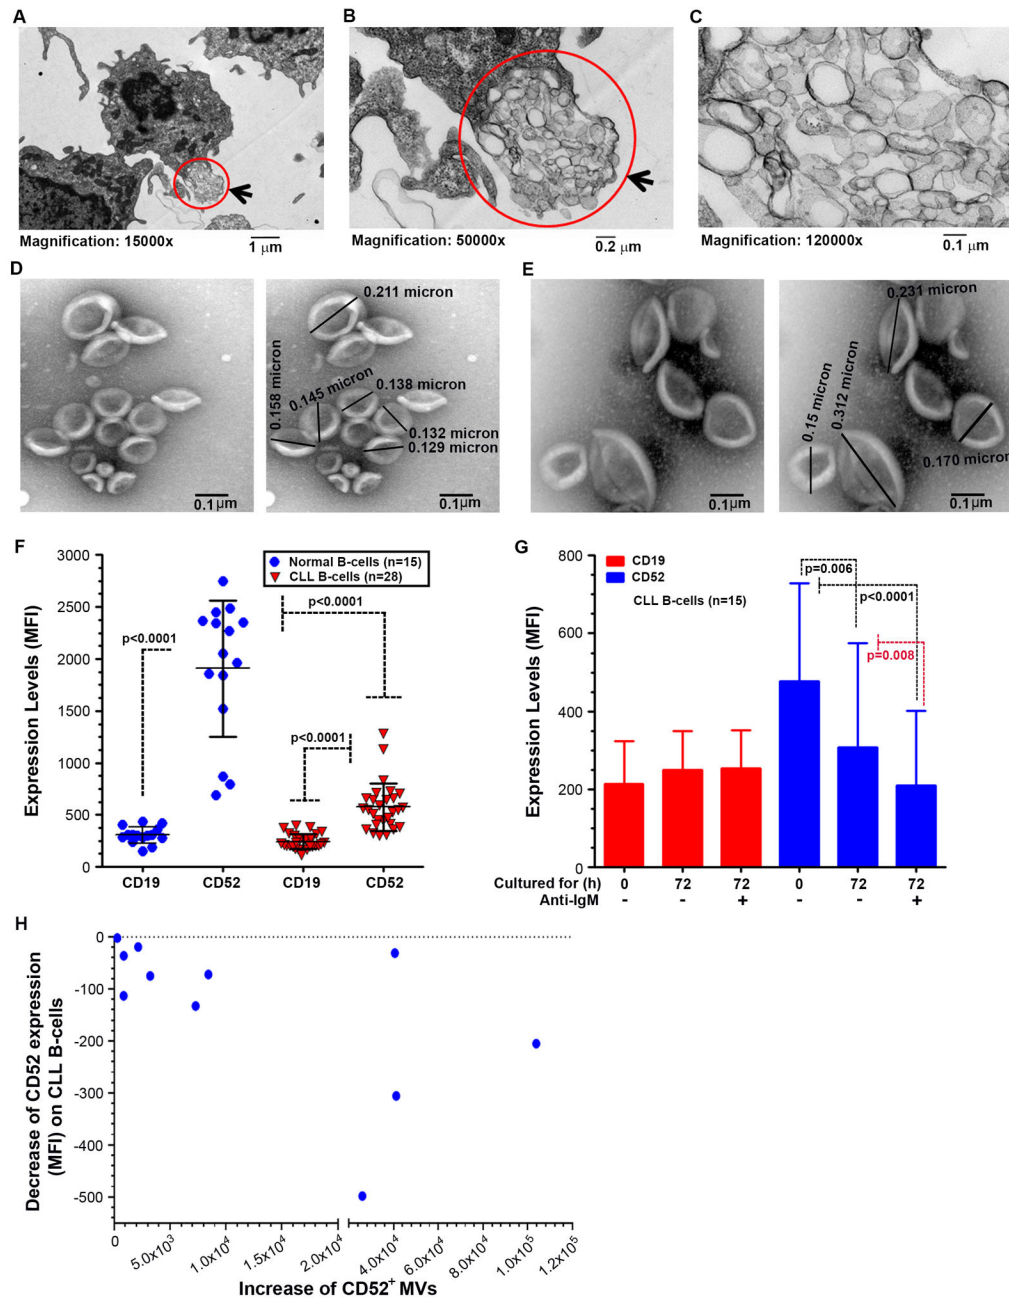 A
B
C
Magnification: 15000x
1 µm
Magnification: 50000x
0.2 µm
Magnification: 120000x
0.1 µm
D
E
0.211 micron
0.158 micron
0.145 micron
0.138 micron
0.132 micron
0.129 micron
0.1µm
0.1µm
0.231 micron
0.15 micron
0.312 micron
0.170 micron
0.1µm
0.1µm
F
Expression Levels (MFI)
3000
2500
2000
1500
1000
500
0
Normal B-cells (n=15)
CLL B-cells (n=28)
p<0.0001
p<0.0001
p<0.0001
CD19 CD52 CD19 CD52
G
Expression Levels (MFI)
800
600
400
200
0
CD19
CD52
CLL B-cells (n=15)
p=0.006
p<0.0001
p=0.008
Cultured for (h) 0 72 72 0 72 72
Anti-IgM - - + - - +
H
Decrease of CD52 expression
(MFI) on CLL B-cells
0
-100
-200
-300
-400
-500
0 5.0x10³ 1.0x10⁴ 1.5x10⁴ 2.0x10⁴ 4.0x10⁴ 6.0x10⁴ 8.0x10⁴ 1.0x10⁵ 1.2x10⁵
Increase of CD52⁺ MVs